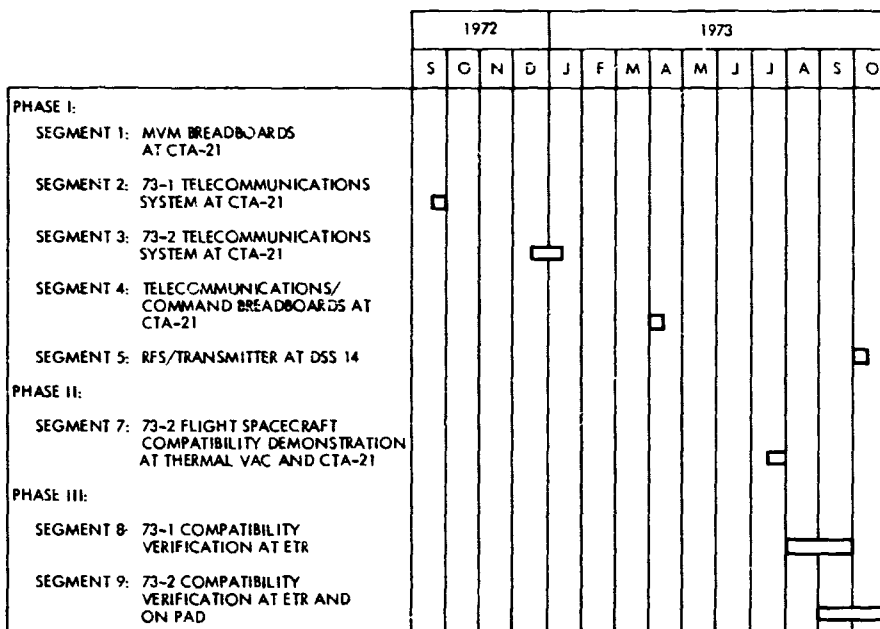 1972 1973
S O N D J F M A M J J A S O
PHASE I:
SEGMENT 1: MVM BREADBOARDS
AT CTA-21
SEGMENT 2: 73-1 TELECOMMUNICATIONS
SYSTEM AT CTA-21
SEGMENT 3: 73-2 TELECOMMUNICATIONS
SYSTEM AT CTA-21
SEGMENT 4: TELECOMMUNICATIONS/
COMMAND BREADBOARDS AT
CTA-21
SEGMENT 5: RFS/TRANSMITTER AT DSS 14
PHASE II:
SEGMENT 7: 73-2 FLIGHT SPACECRAFT
COMPATIBILITY DEMONSTRATION
AT THERMAL VAC AND CTA-21
PHASE III:
SEGMENT 8: 73-1 COMPATIBILITY
VERIFICATION AT ETR
SEGMENT 9: 73-2 COMPATIBILITY
VERIFICATION AT ETR AND
ON PAD